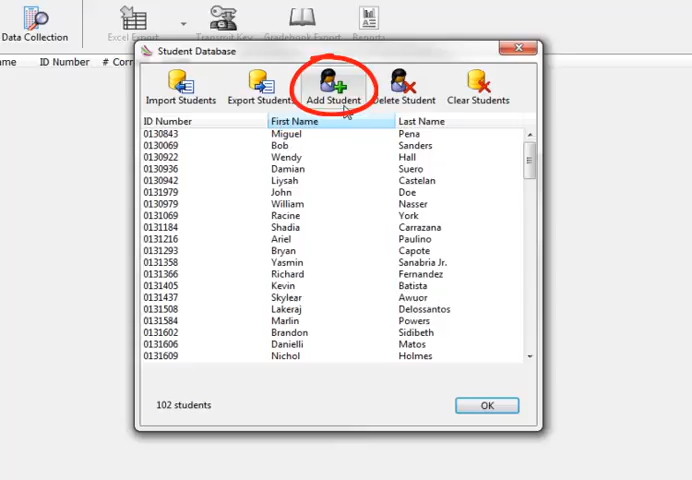 Data Collection
Excel Export
Transmit Key
Gradebook Export
Reports
ame
ID Number
# Corr
Student Database
Import Students
Export Students
Add Student
Delete Student
Clear Students
ID Number First Name Last Name
0130843 Miguel Pena
0130069 Bob Sanders
0130922 Wendy Hall
0130936 Damian Suero
0130942 Liysah Castelan
0131979 John Doe
0130979 William Nasser
0131069 Racine York
0131184 Shadia Carrazana
0131216 Ariel Paulino
0131293 Bryan Capote
0131358 Yasmin Sanabria Jr.
0131366 Richard Fernandez
0131405 Kevin Batista
0131437 Skylear Awuor
0131508 Lakeraj Delossantos
0131584 Marlin Powers
0131602 Brandon Sidibeth
0131606 Danielli Matos
0131609 Nichol Holmes
102 students
OK